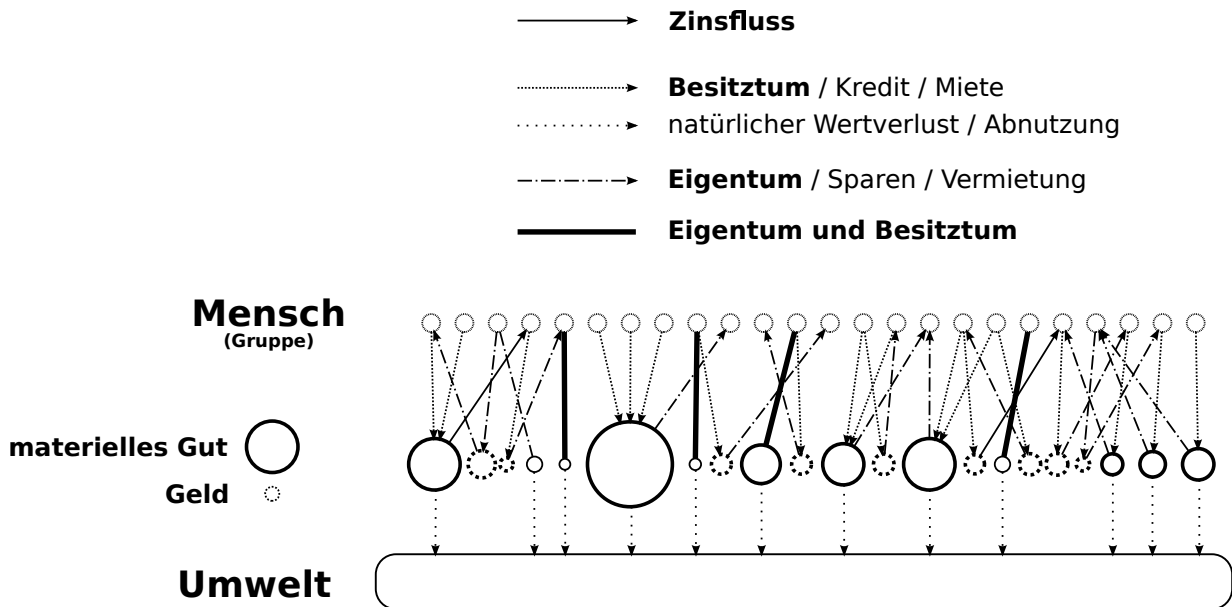 Zinsfluss
Besitztum / Kredit / Miete
natürlicher Wertverlust / Abnutzung
Eigentum / Sparen / Vermietung
Eigentum und Besitztum
Mensch
(Gruppe)
materielles Gut
Geld
Umwelt